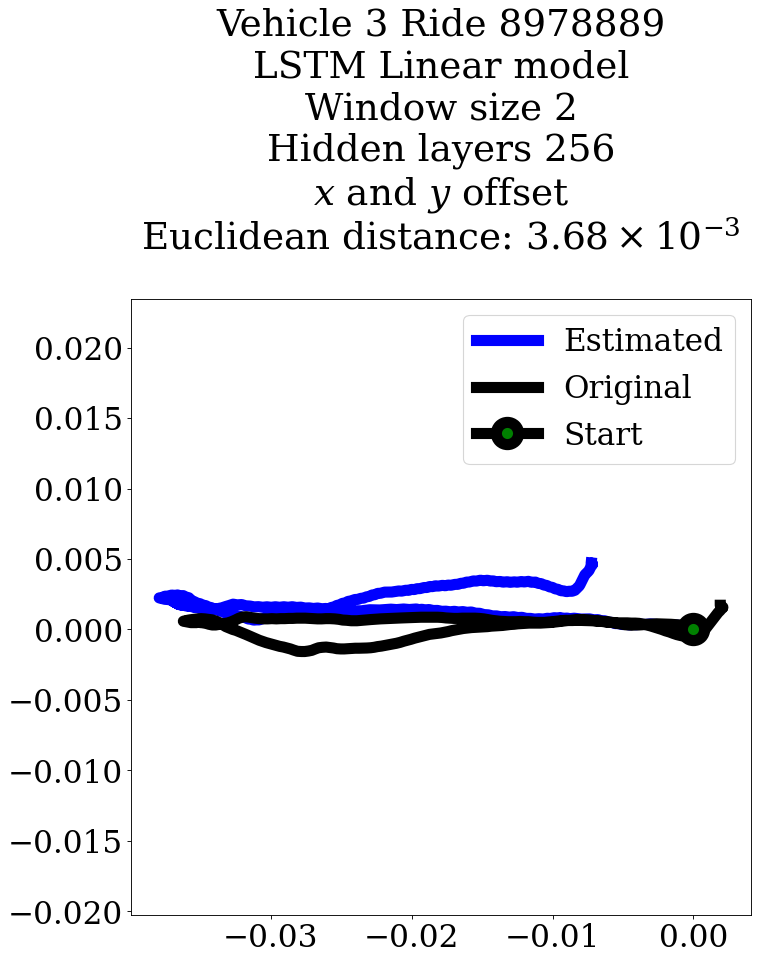 Vehicle 3 Ride 8978889
LSTM Linear model
Window size 2
Hidden layers 256
x and y offset
Euclidean distance: 3.68 × 10⁻³
Estimated
Original
Start
0.020
0.015
0.010
0.005
0.000
−0.005
−0.010
−0.015
−0.020
−0.03 −0.02 −0.01 0.00